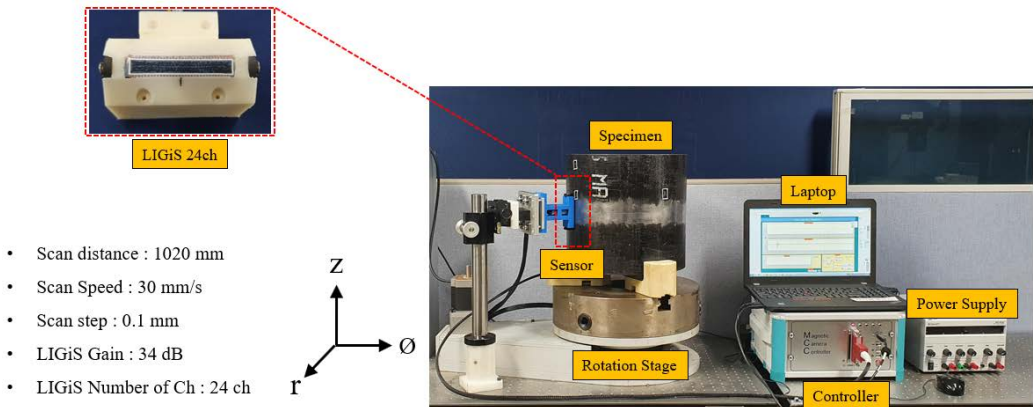 LIGiS 24ch
Specimen
MA
Laptop
Sensor
Power Supply
Rotation Stage
Magnetic
Camera
Controller
Controller
• Scan distance : 1020 mm
• Scan Speed : 30 mm/s
• Scan step : 0.1 mm
• LIGiS Gain : 34 dB
• LIGiS Number of Ch : 24 ch
Z
Ø
r